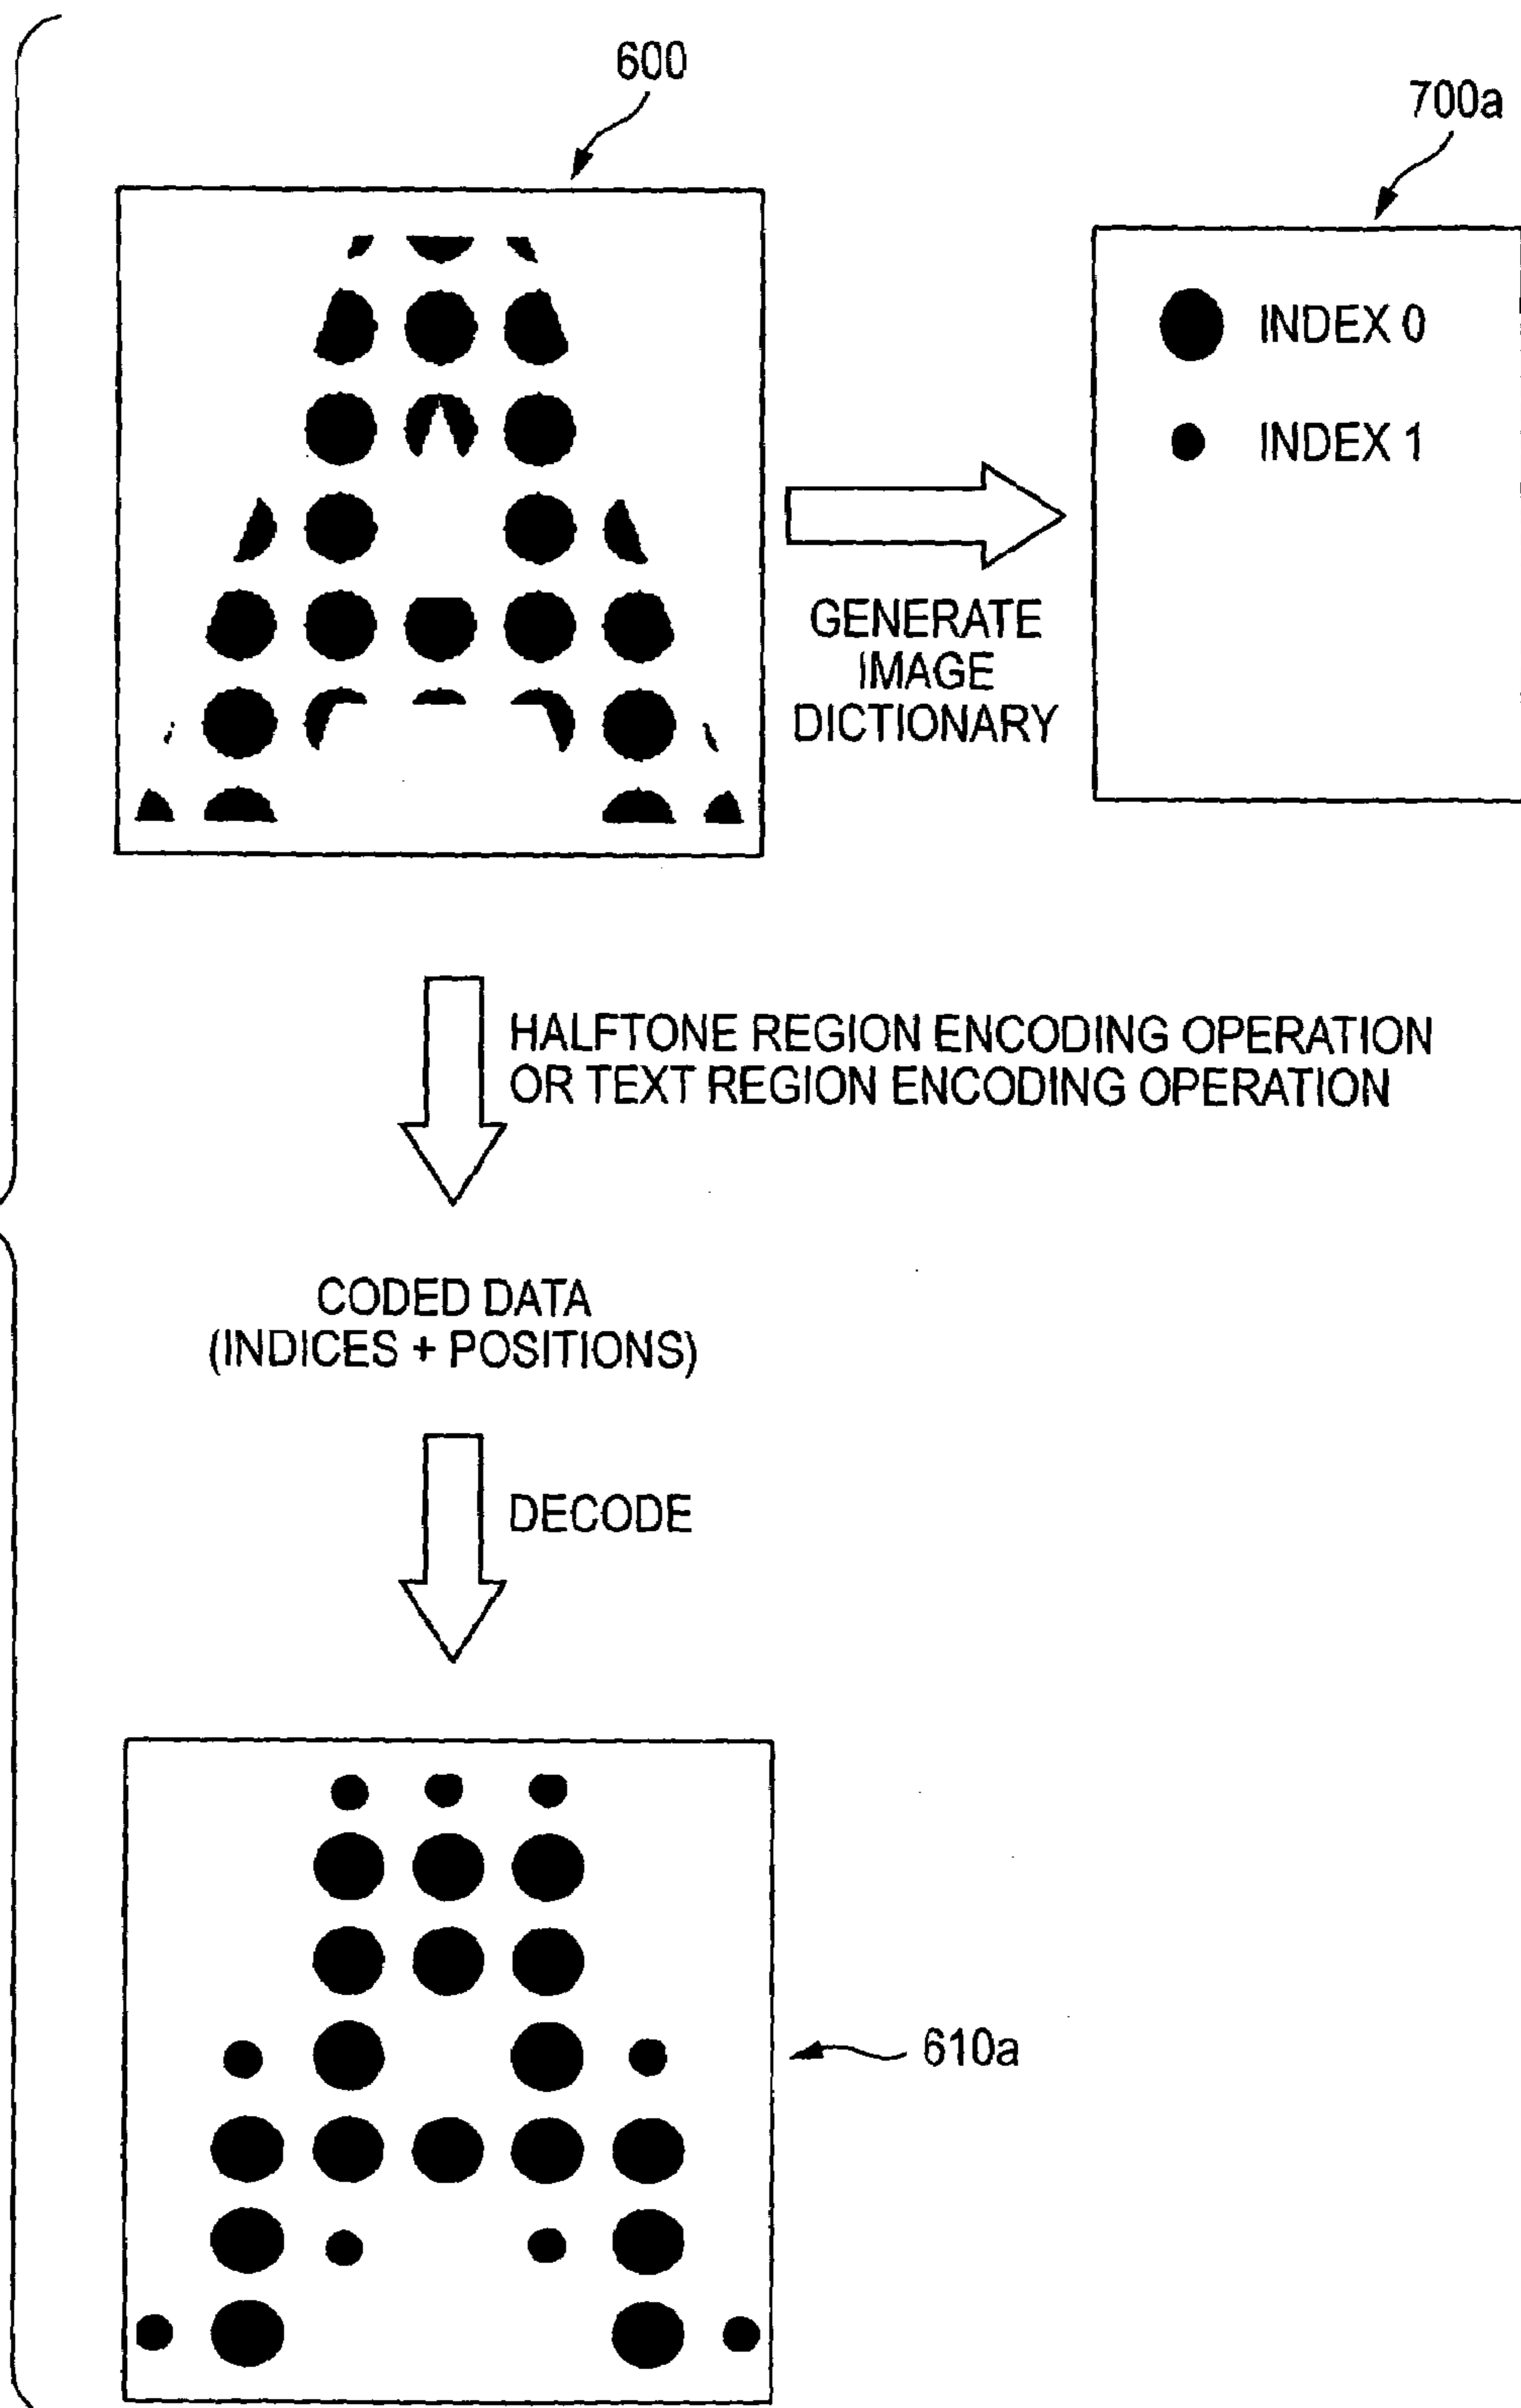 600
700a
INDEX 0
INDEX 1
GENERATE
IMAGE
DICTIONARY
HALFTONE REGION ENCODING OPERATION
OR TEXT REGION ENCODING OPERATION
CODED DATA
(INDICES + POSITIONS)
DECODE
610a